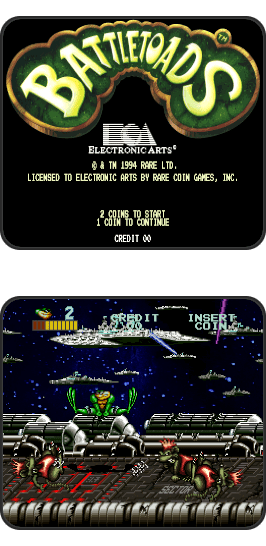 BATTLETOADS
TM
EA
ELECTRONIC ARTS®
© & TM 1994 RARE LTD.
LICENSED TO ELECTRONIC ARTS BY RARE COIN GAMES, INC.
2 COINS TO START
1 COIN TO CONTINUE
CREDIT 00
2 CREDIT INSERT
COIN